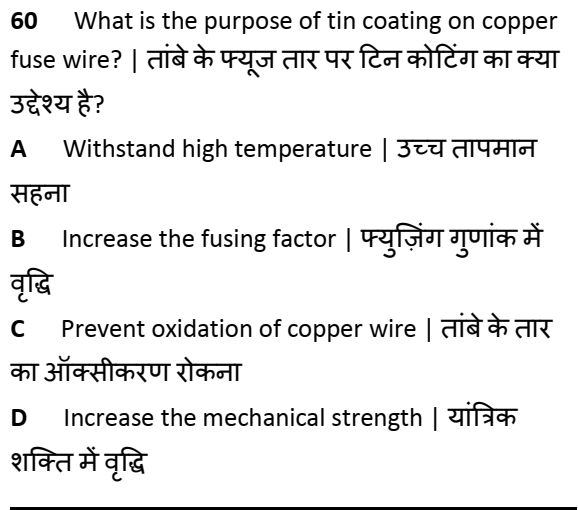 60 What is the purpose of tin coating on copper
fuse wire? | तांबे के फ्यूज तार पर टिन कोटिंग का क्या
उद्देश्य है?
A Withstand high temperature | उच्च तापमान
सहना
B Increase the fusing factor | फ्युज़िंग गुणांक में
वृद्धि
C Prevent oxidation of copper wire | तांबे के तार
का ऑक्सीकरण रोकना
D Increase the mechanical strength | यांत्रिक
शक्ति में वृद्धि